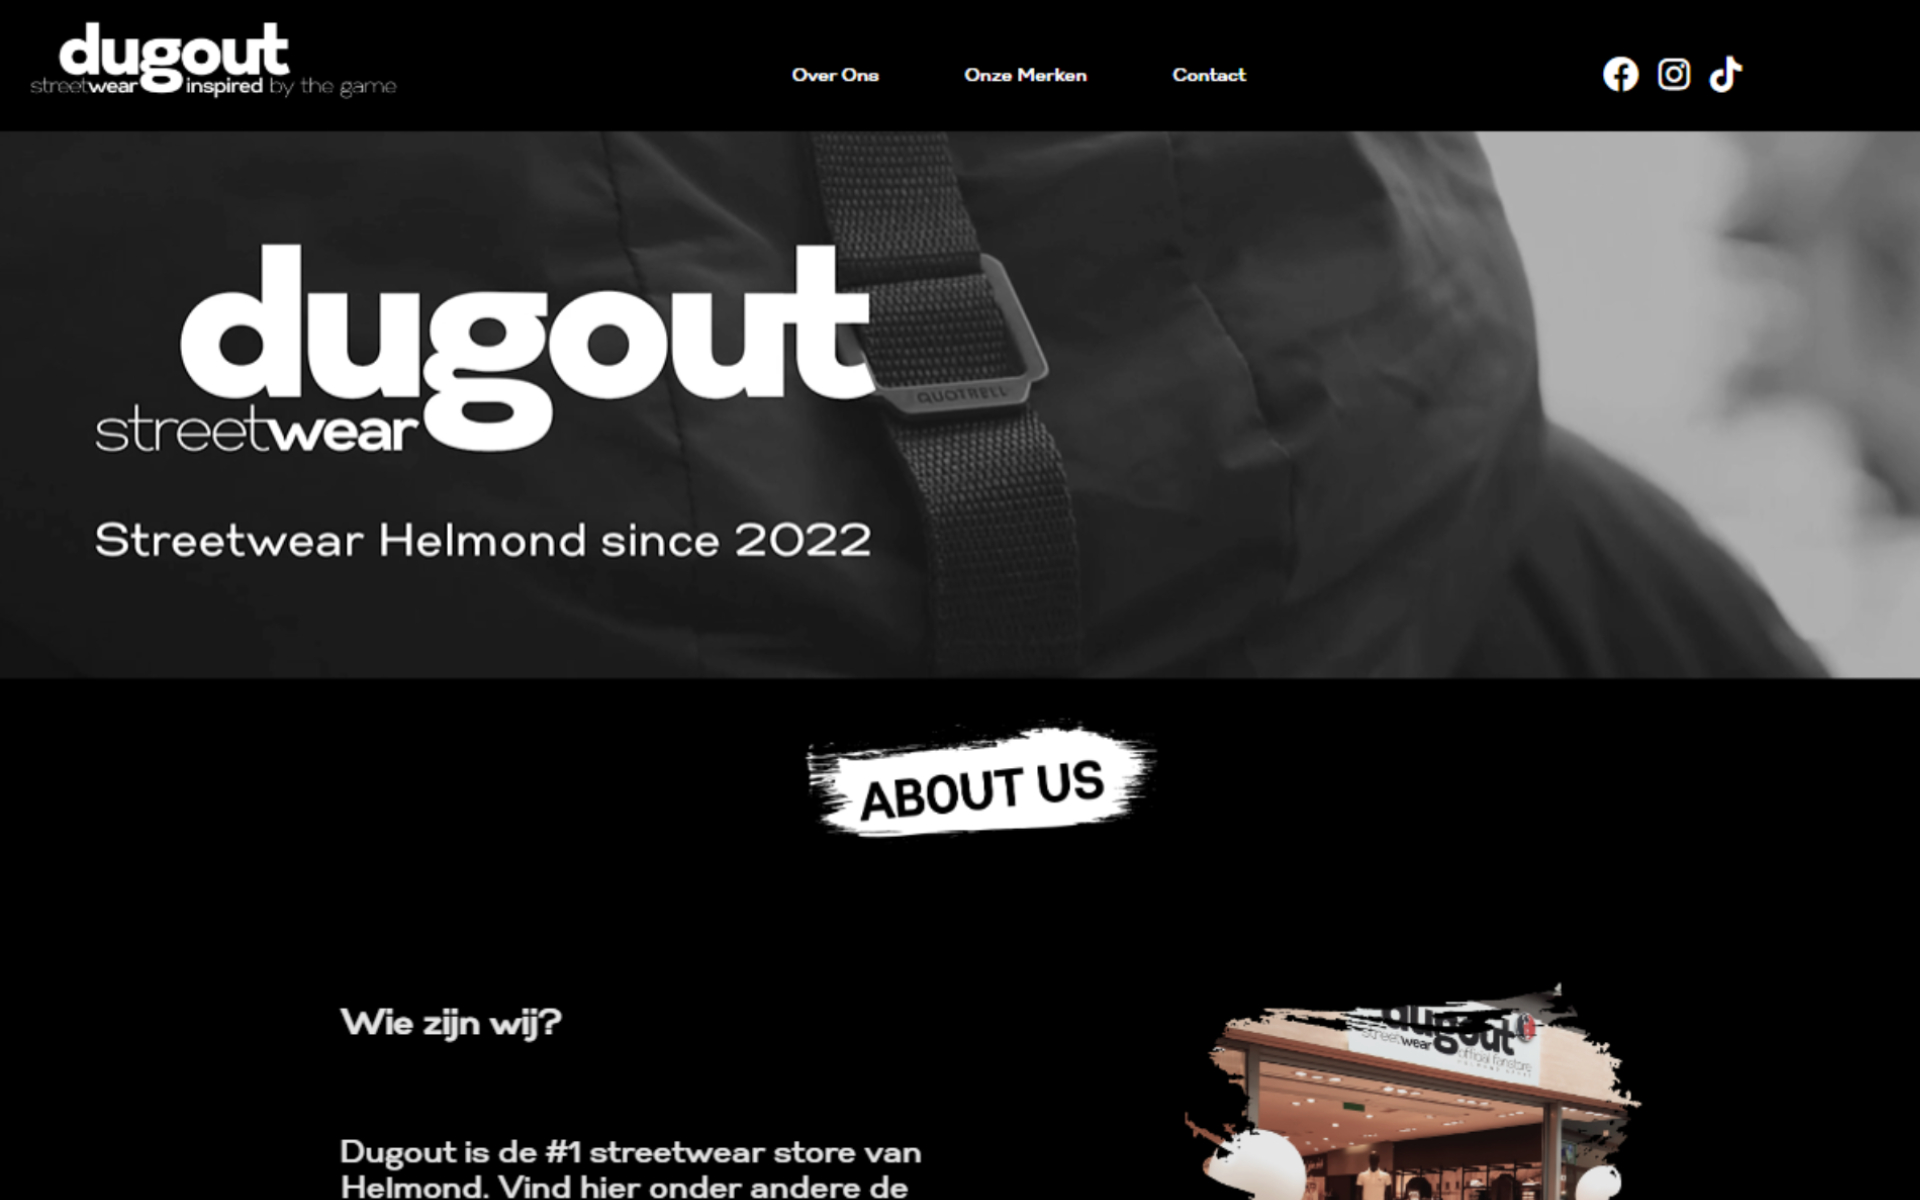 dugout
streetwear inspired by the game
Over Ons
Onze Merken
Contact
dugout
streetwear
QUOTRELL
Streetwear Helmond since 2022
ABOUT US
Wie zijn wij?
dugout
streetwear
official fanstore
Dugout is de #1 streetwear store van
Helmond. Vind hier onder andere de